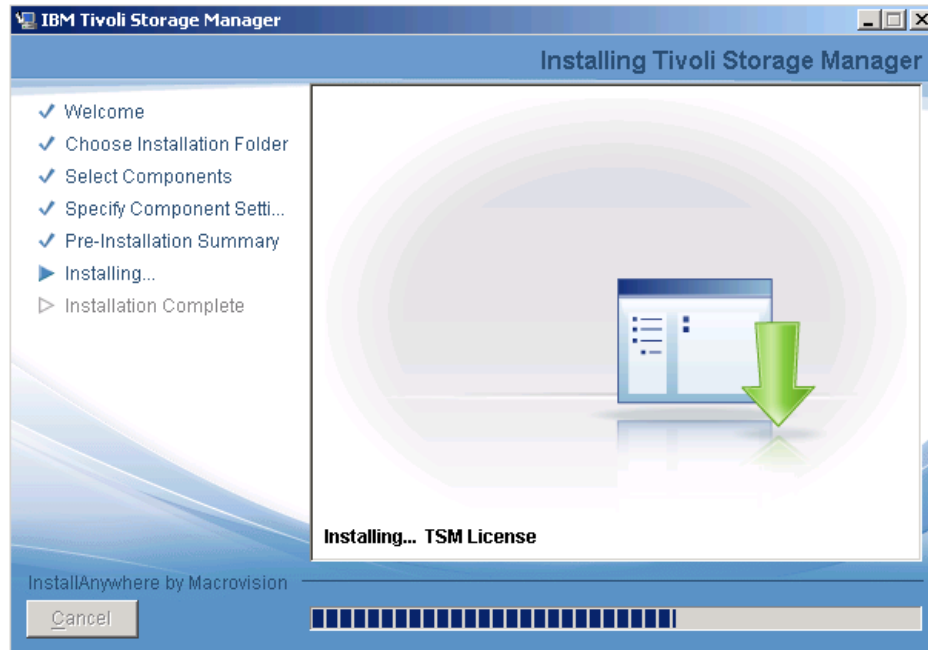 IBM Tivoli Storage Manager
Installing Tivoli Storage Manager
Welcome
Choose Installation Folder
Select Components
Specify Component Setti...
Pre-Installation Summary
Installing...
Installation Complete
Installing... TSM License
InstallAnywhere by Macrovision
Cancel